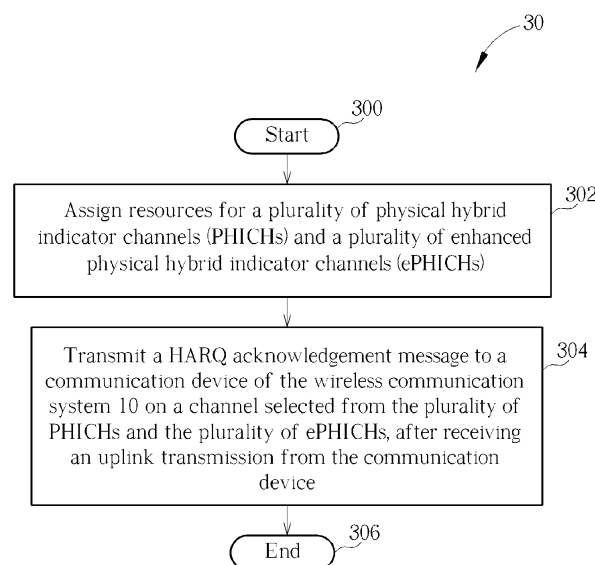 30
300
Start
302
Assign resources for a plurality of physical hybrid
indicator channels (PHICHs) and a plurality of enhanced
physical hybrid indicator channels (ePHICHs)
304
Transmit a HARQ acknowledgement message to a
communication device of the wireless communication
system 10 on a channel selected from the plurality of
PHICHs and the plurality of ePHICHs, after receiving
an uplink transmission from the communication
device
306
End